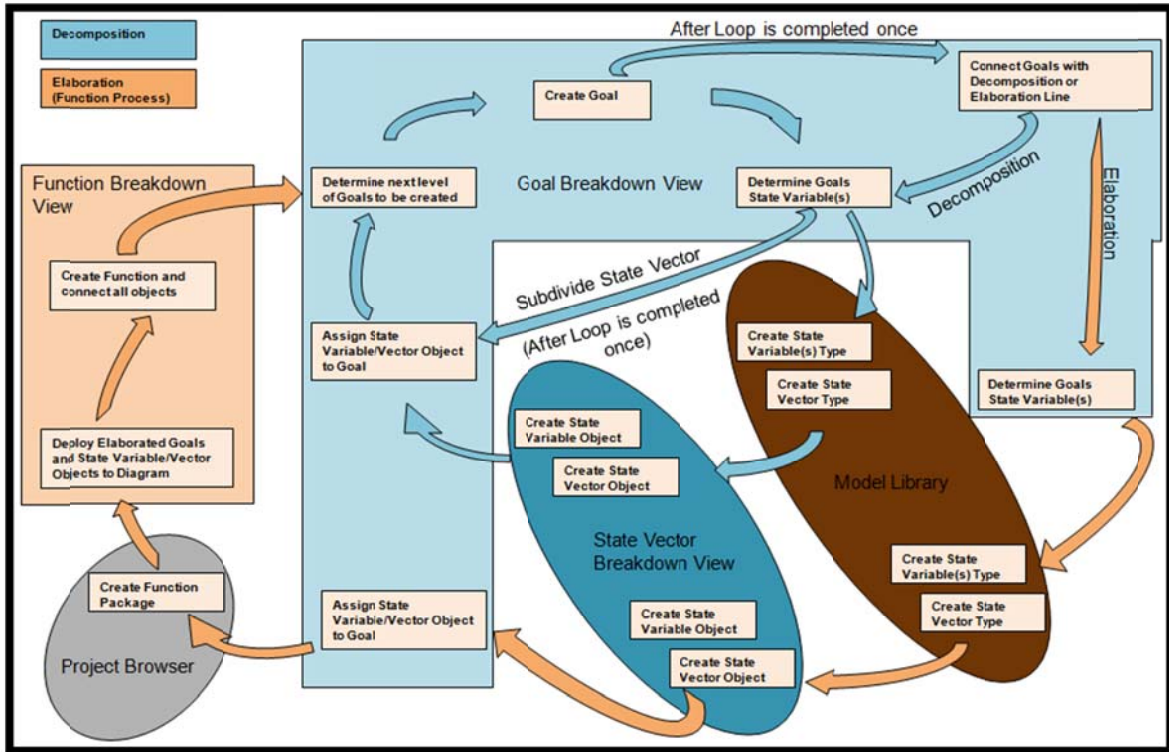 Decomposition
Elaboration
(Function Process)
After Loop is completed once
Create Goal
Connect Goals with
Decomposition or
Elaboration Line
Function Breakdown
View
Determine next level
of Goals to be created
Goal Breakdown View
Determine Goals
State Variable(s)
Decomposition
Elaboration
Create Function and
connect all objects
Subdivide State Vector
(After Loop is completed
once)
Assign State
Variable/Vector Object
to Goal
Create State
Variable(s) Type
Create State
Vector Type
Determine Goals
State Variable(s)
Deploy Elaborated Goals
and State Variable/Vector
Objects to Diagram
Create State
Variable Object
Create State
Vector Object
Model Library
State Vector
Breakdown View
Create State
Variable(s) Type
Create State
Vector Type
Create Function
Package
Assign State
Variable/Vector Object
to Goal
Create State
Variable Object
Create State
Vector Object
Project Browser